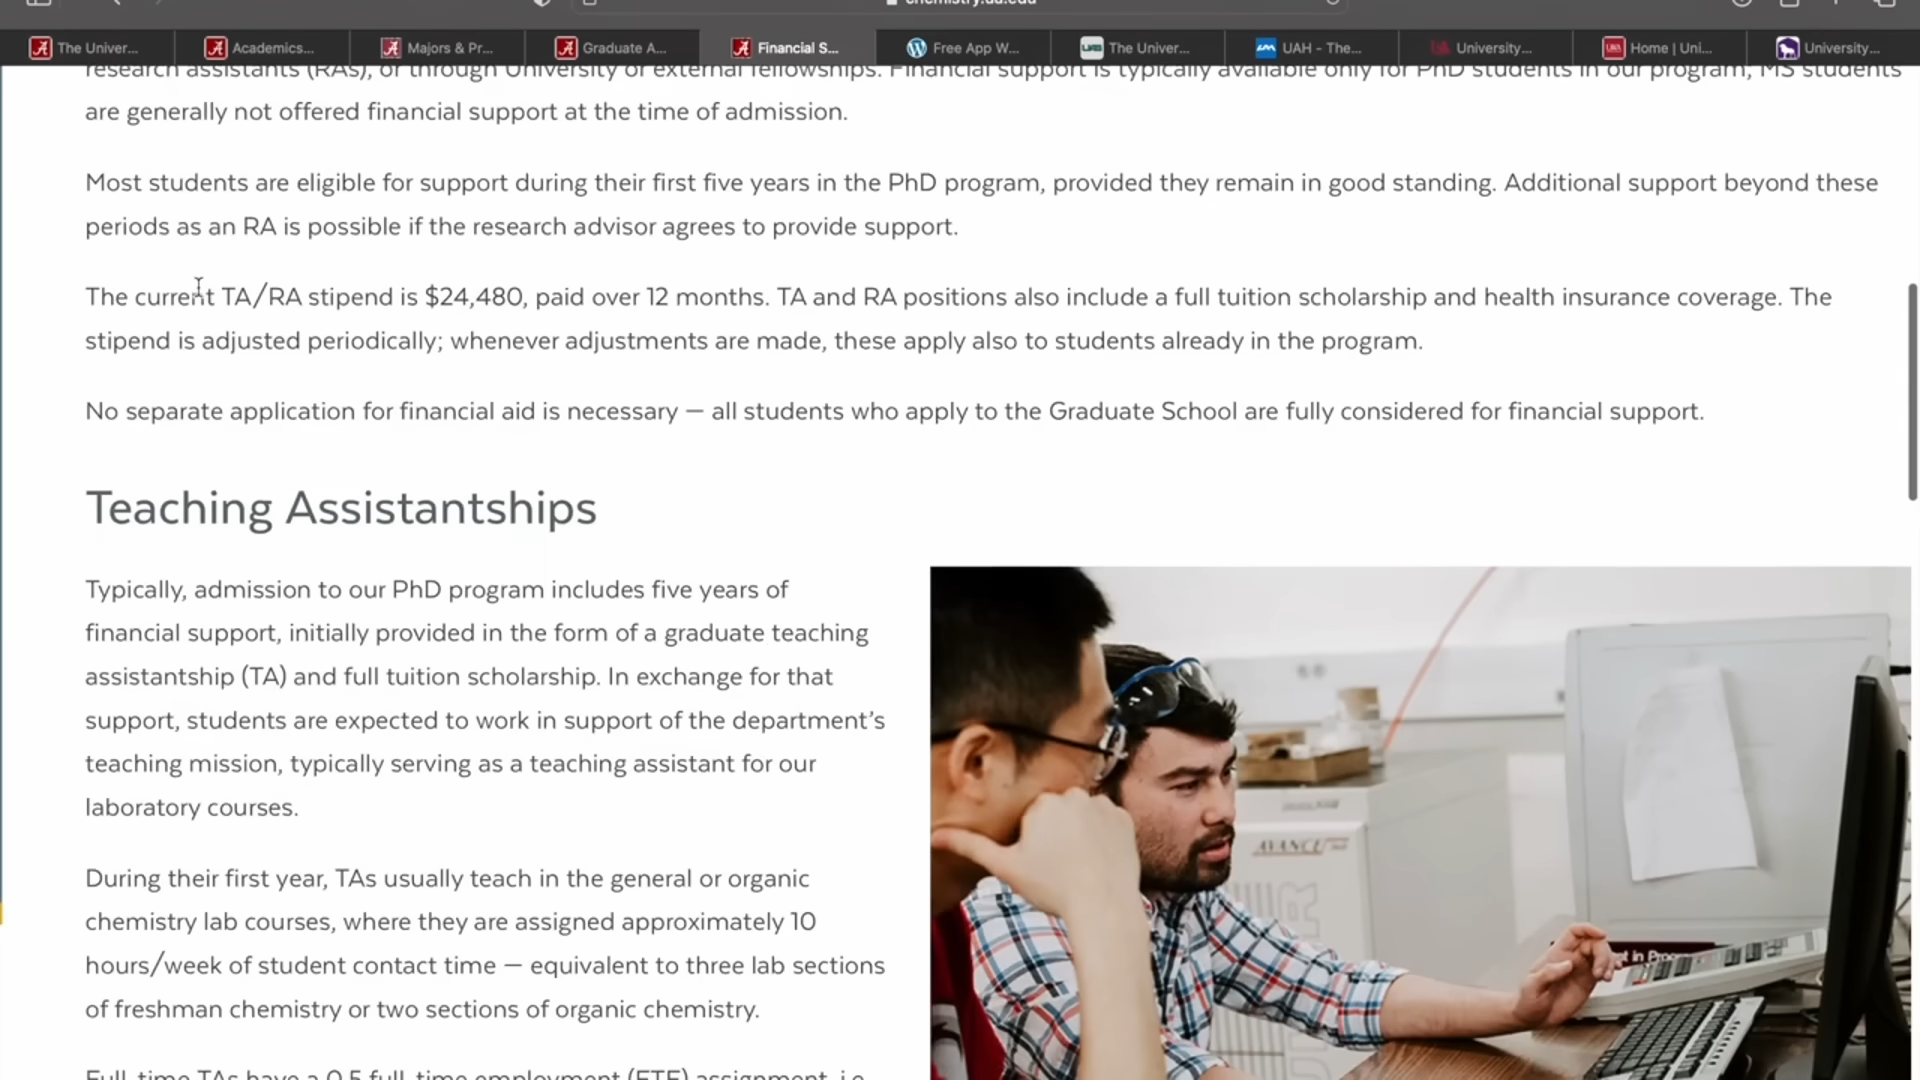 chemistry.ua.edu
The Univer... Academics... Majors & Pr... Graduate A... Financial S... Free App W... The Univer... UAH - The... University... Home | Uni... University...
research assistants (RAs), or through University or external fellowships. Financial support is typically available only for PhD students in our program; MS students
are generally not offered financial support at the time of admission.
Most students are eligible for support during their first five years in the PhD program, provided they remain in good standing. Additional support beyond these
periods as an RA is possible if the research advisor agrees to provide support.
The current TA/RA stipend is $24,480, paid over 12 months. TA and RA positions also include a full tuition scholarship and health insurance coverage. The
stipend is adjusted periodically; whenever adjustments are made, these apply also to students already in the program.
No separate application for financial aid is necessary — all students who apply to the Graduate School are fully considered for financial support.
Teaching Assistantships
Typically, admission to our PhD program includes five years of
financial support, initially provided in the form of a graduate teaching
assistantship (TA) and full tuition scholarship. In exchange for that
support, students are expected to work in support of the department’s
teaching mission, typically serving as a teaching assistant for our
laboratory courses.
During their first year, TAs usually teach in the general or organic
chemistry lab courses, where they are assigned approximately 10
hours/week of student contact time — equivalent to three lab sections
of freshman chemistry or two sections of organic chemistry.
Full-time TAs have a 0.5 full-time employment (FTE) assignment, i.e.
AVANCE